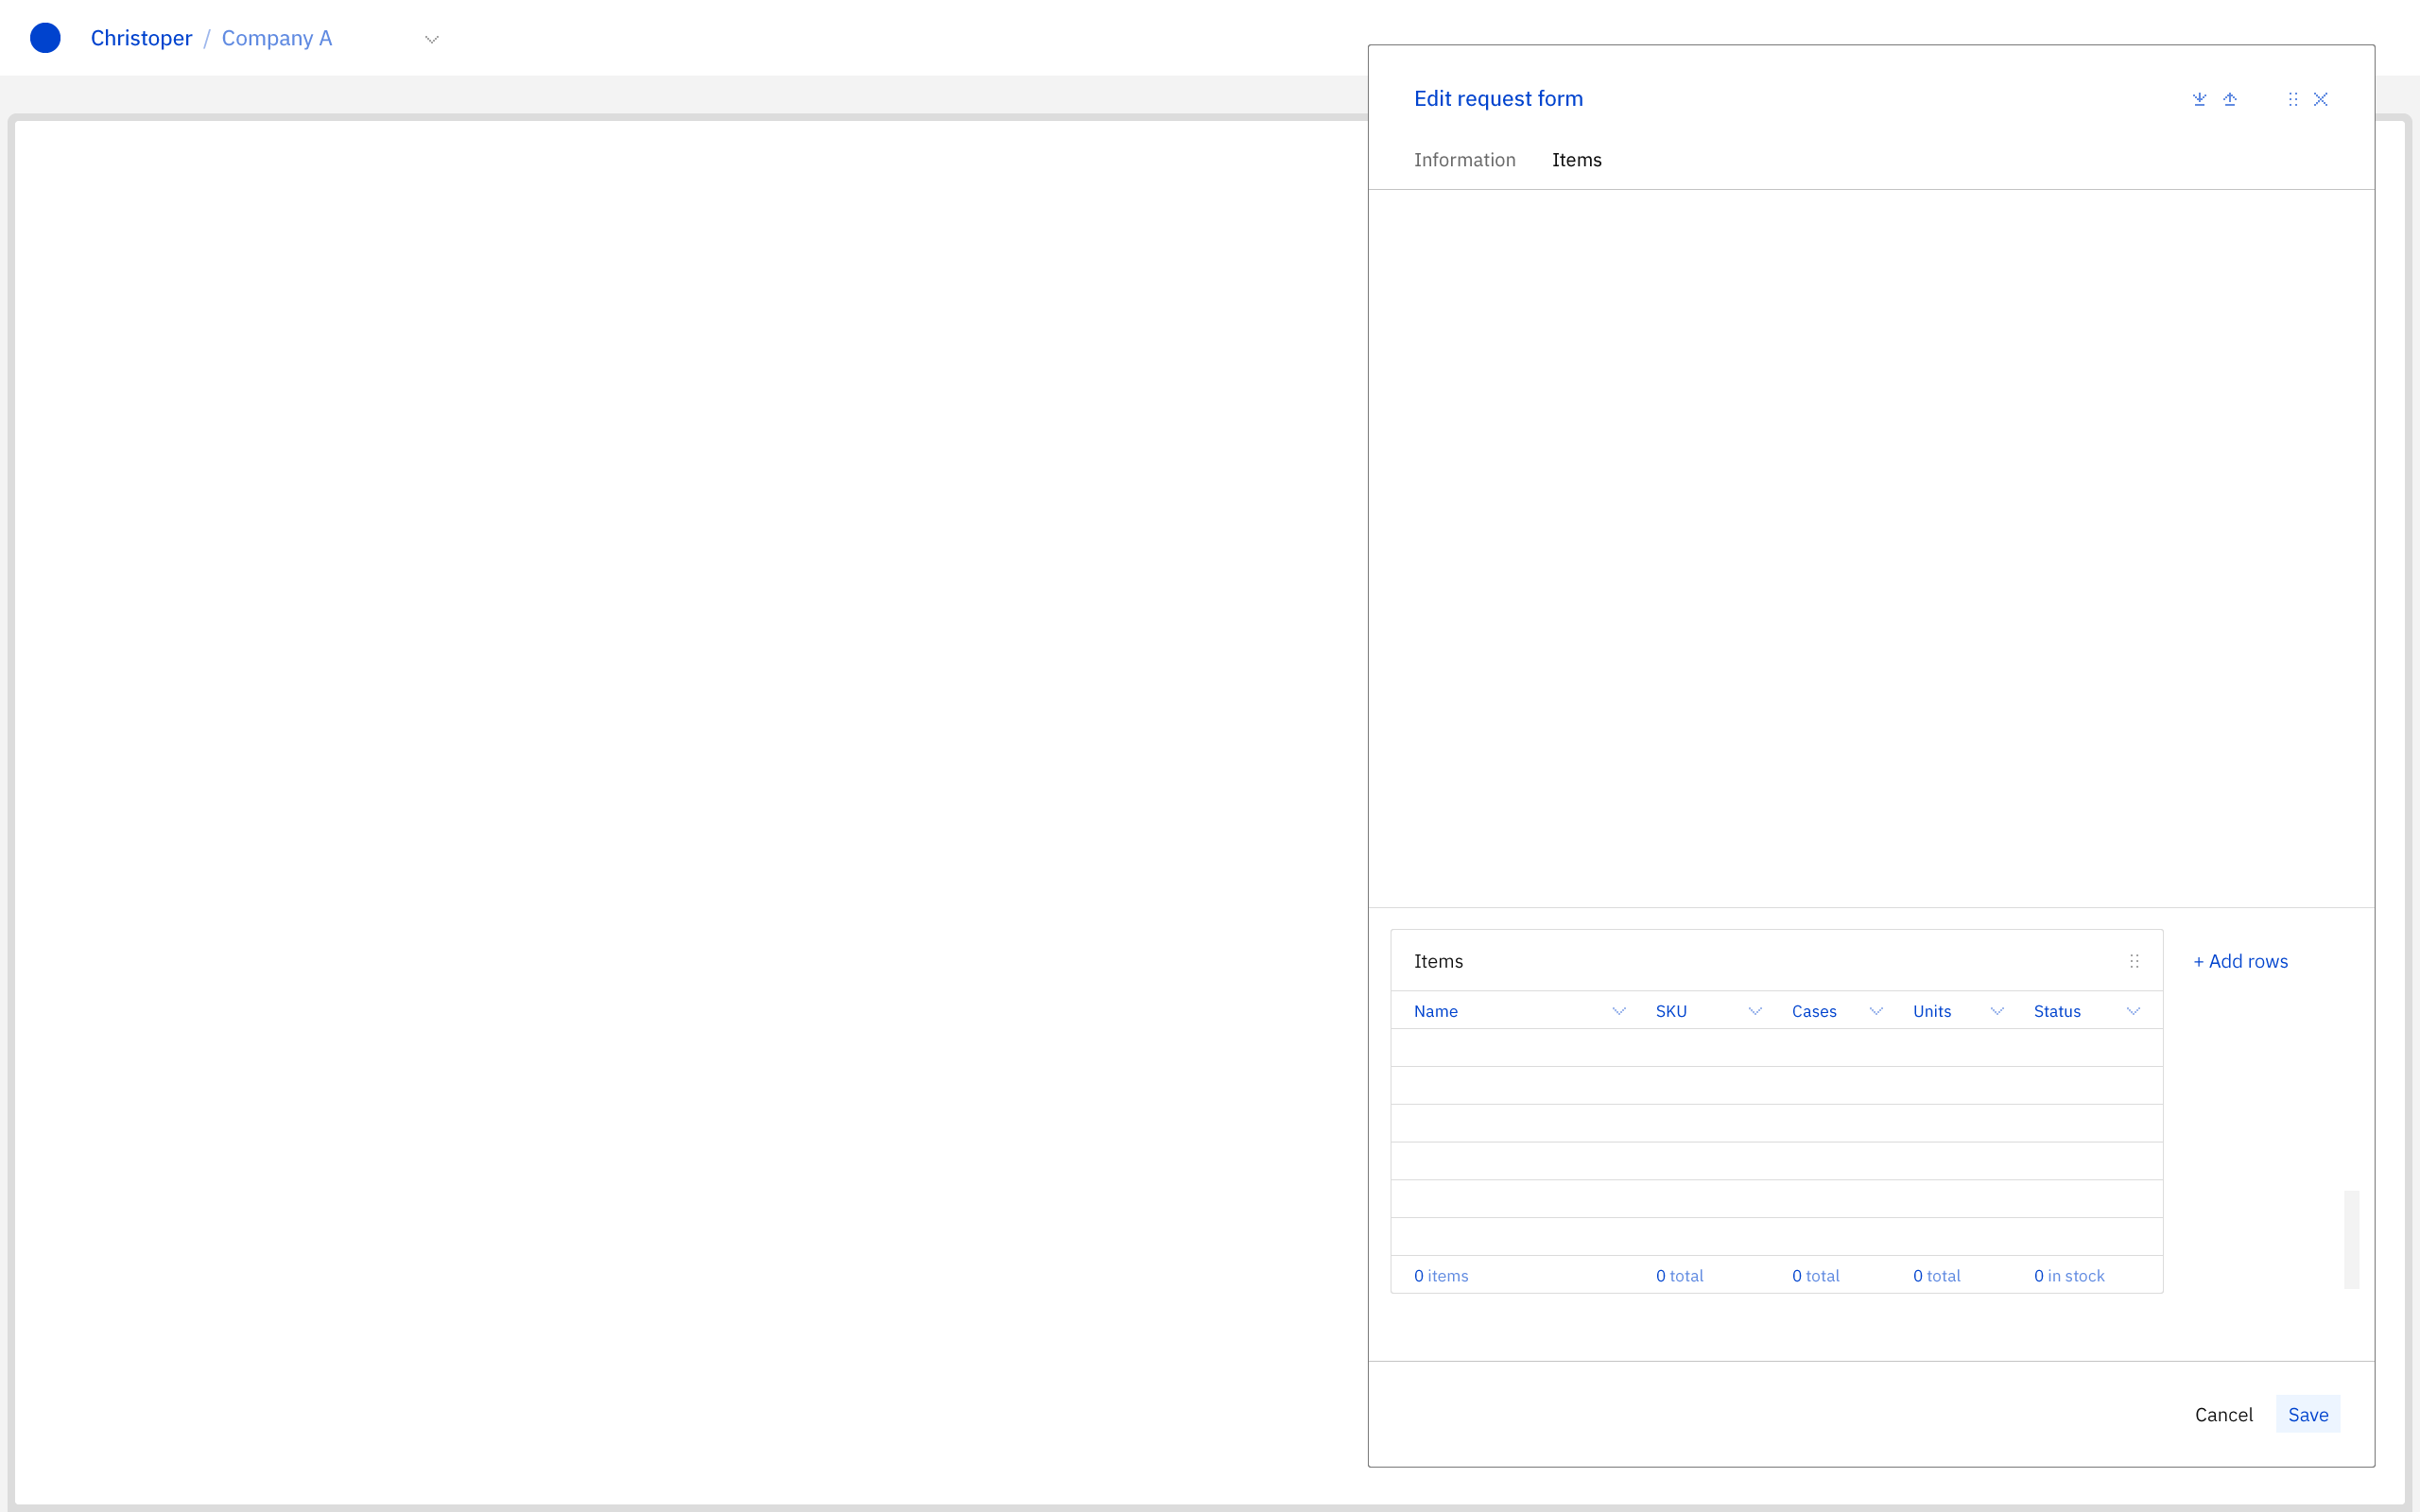 Christoper / Company A
Edit request form
Information Items
Items
+ Add rows
Name SKU Cases Units Status
0 items 0 total 0 total 0 total 0 in stock
Cancel Save